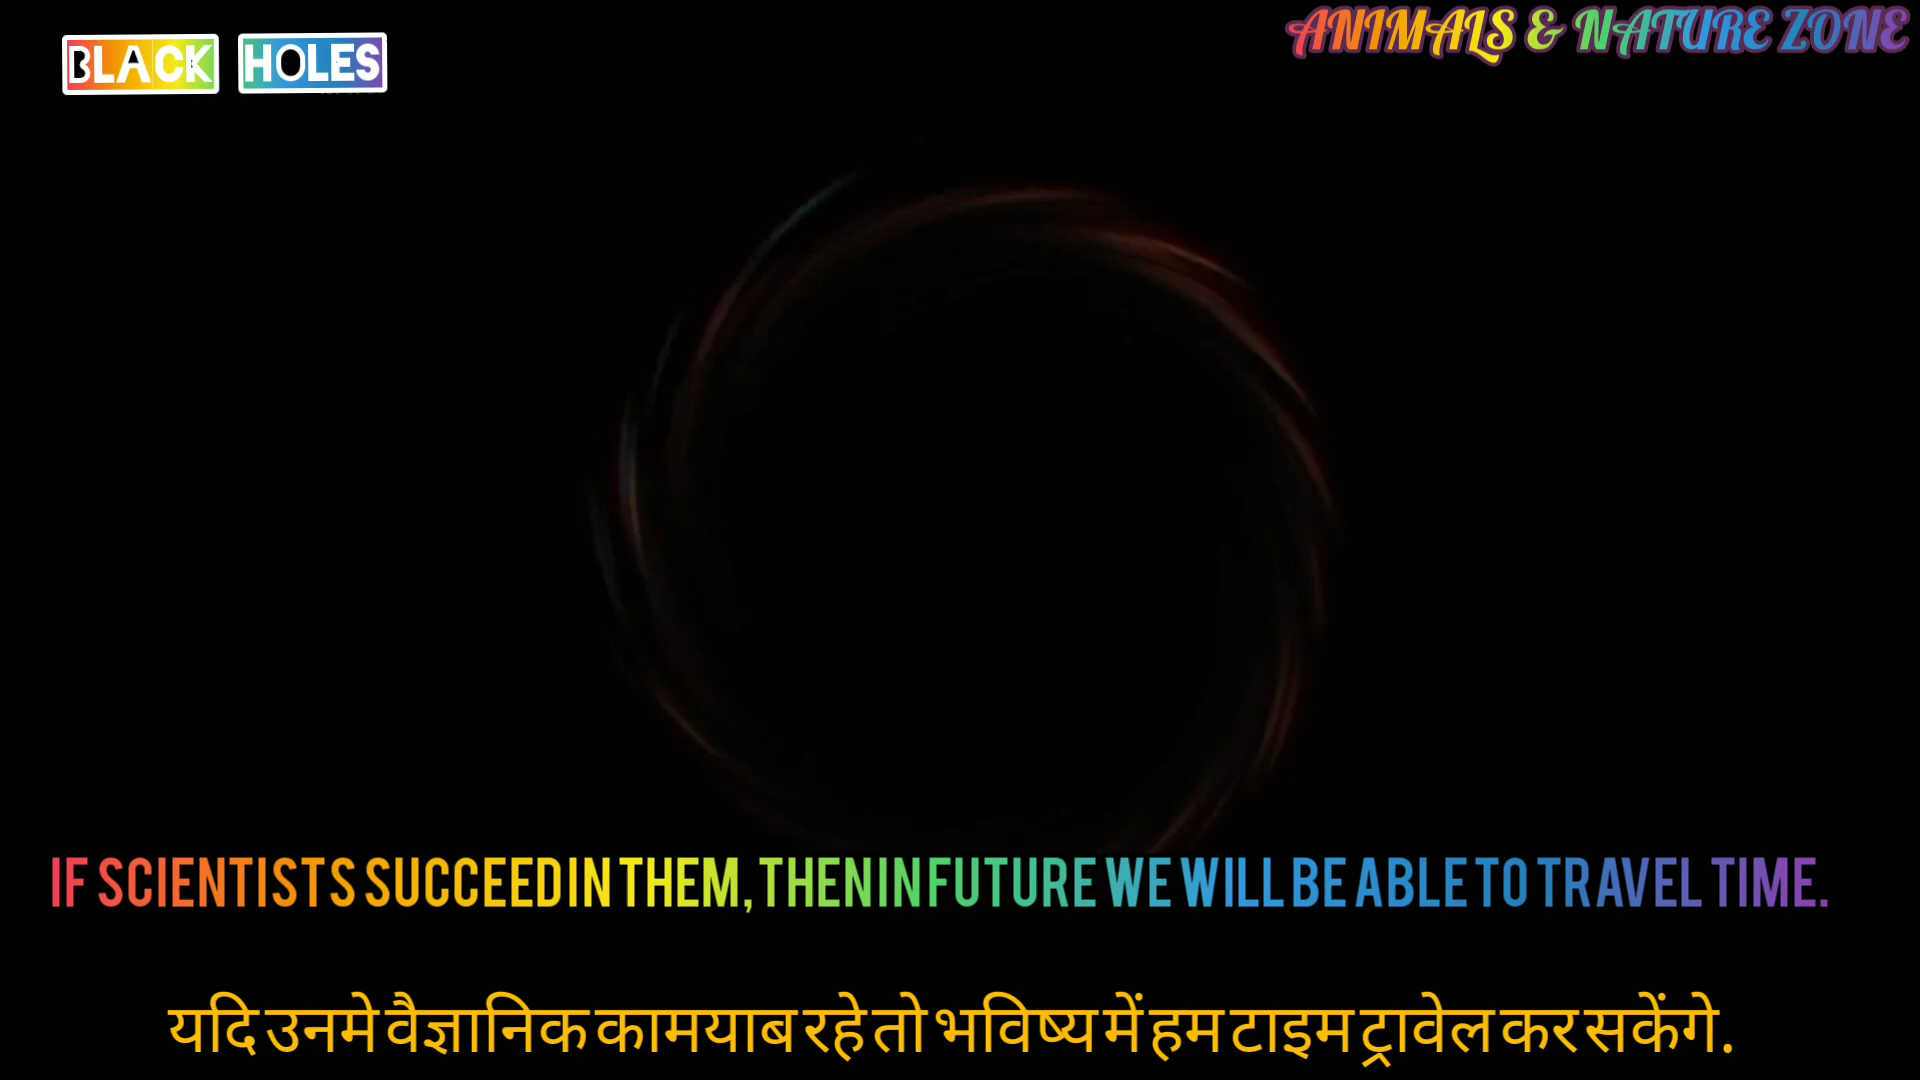 BLACK HOLES
ANIMALS & NATURE ZONE
IF SCIENTISTS SUCCEED IN THEM, THEN IN FUTURE WE WILL BE ABLE TO TRAVEL TIME.
यदि उनमे वैज्ञानिक कामयाब रहे तो भविष्य में हम टाइम ट्रावेल कर सकेंगे.